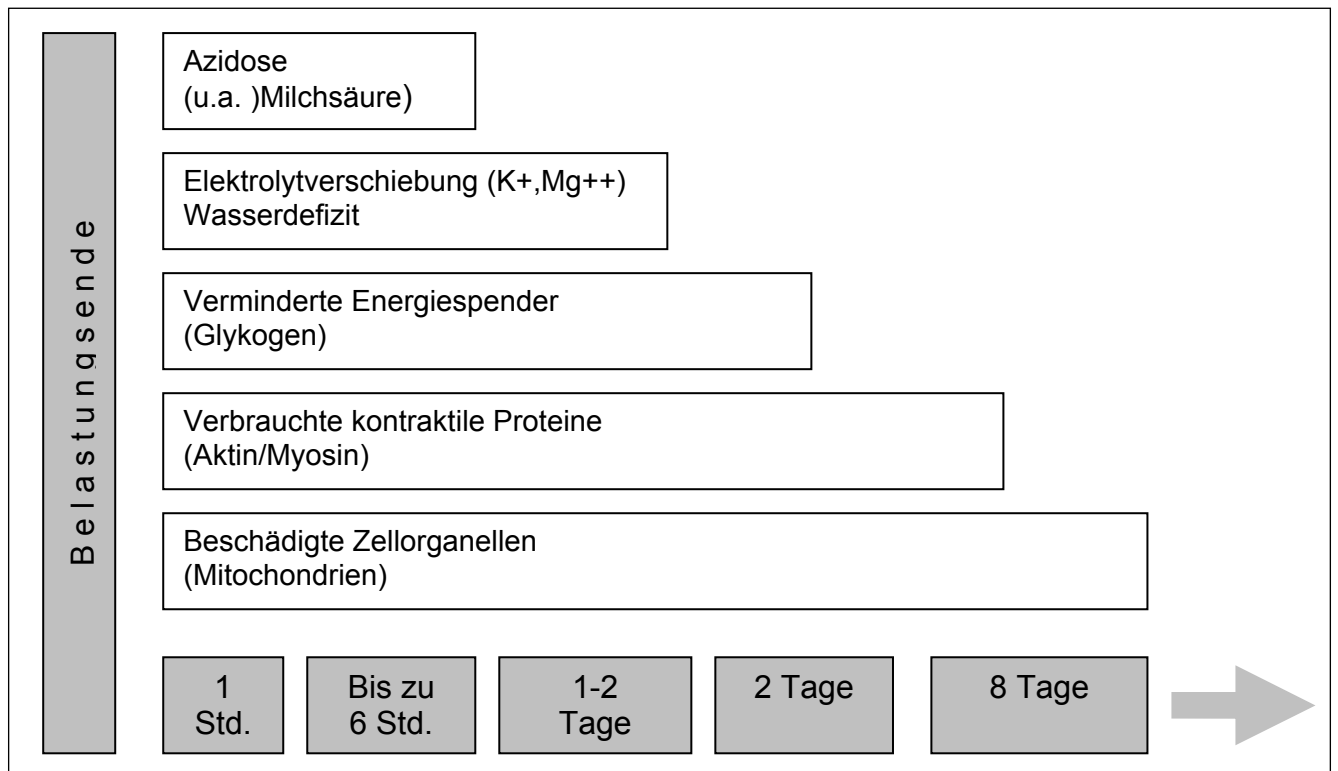 Belastungsende
Azidose
(u.a. )Milchsäure)
Elektrolytverschiebung (K+,Mg++)
Wasserdefizit
Verminderte Energiespender
(Glykogen)
Verbrauchte kontraktile Proteine
(Aktin/Myosin)
Beschädigte Zellorganellen
(Mitochondrien)
1
Std.
Bis zu
6 Std.
1-2
Tage
2 Tage
8 Tage